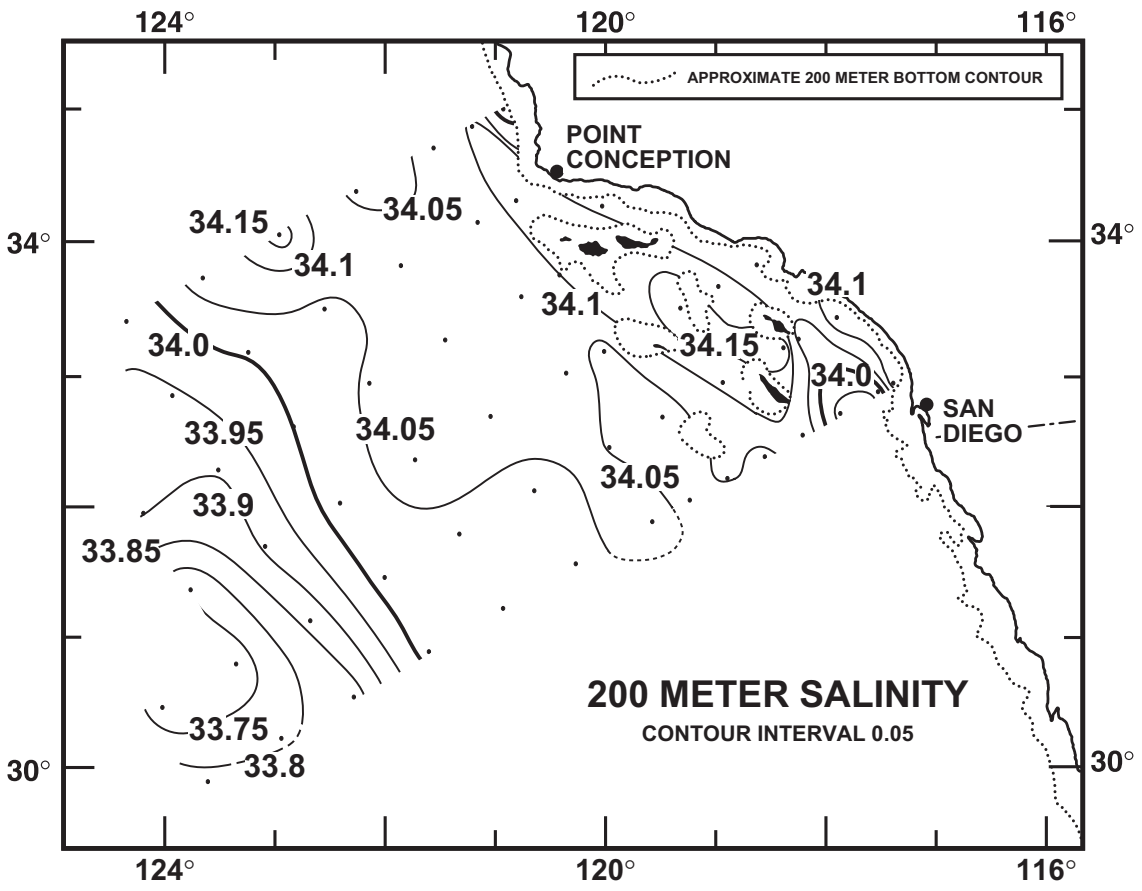 124° 120° 116°
APPROXIMATE 200 METER BOTTOM CONTOUR
POINT
CONCEPTION
34.15
34.05
34° 34°
34.1
34.1
34.1
34.0
34.15
34.0
SAN
DIEGO
33.95
34.05
34.05
33.9
33.85
200 METER SALINITY
CONTOUR INTERVAL 0.05
33.75
33.8
30° 30°
124° 120° 116°